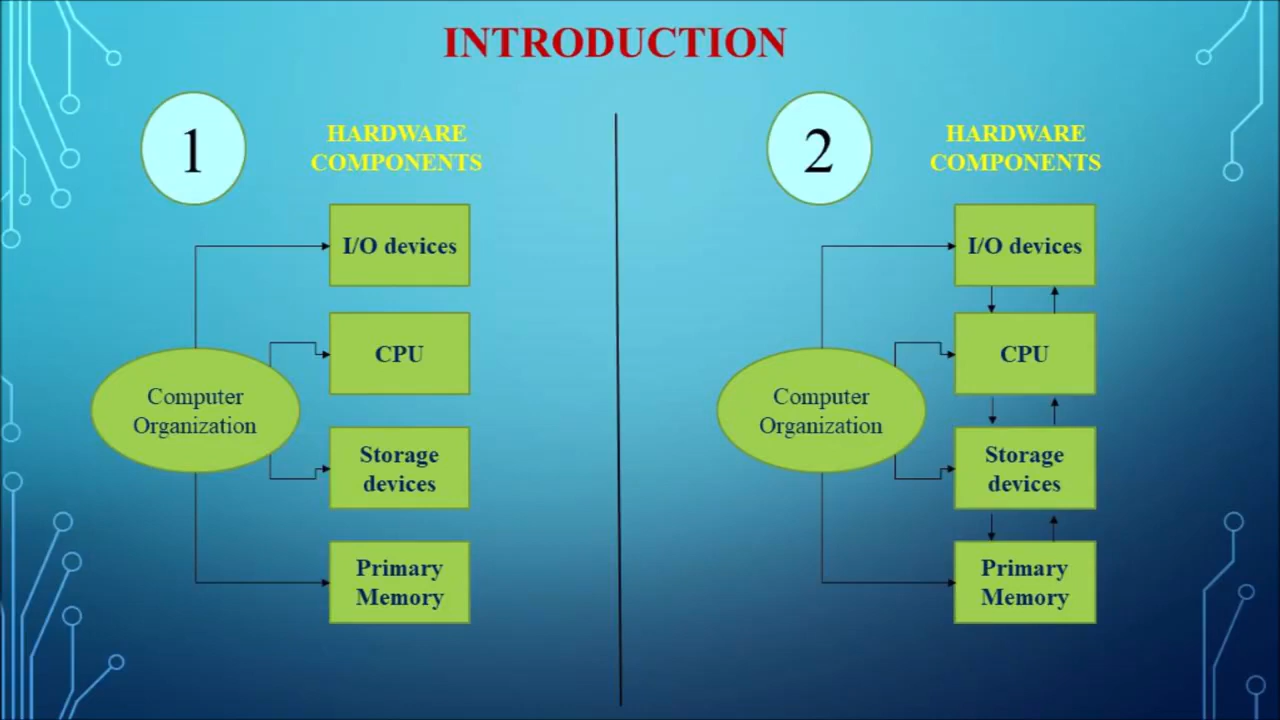 INTRODUCTION
1
HARDWARE
COMPONENTS
I/O devices
CPU
Computer
Organization
Storage
devices
Primary
Memory
2
HARDWARE
COMPONENTS
I/O devices
CPU
Computer
Organization
Storage
devices
Primary
Memory